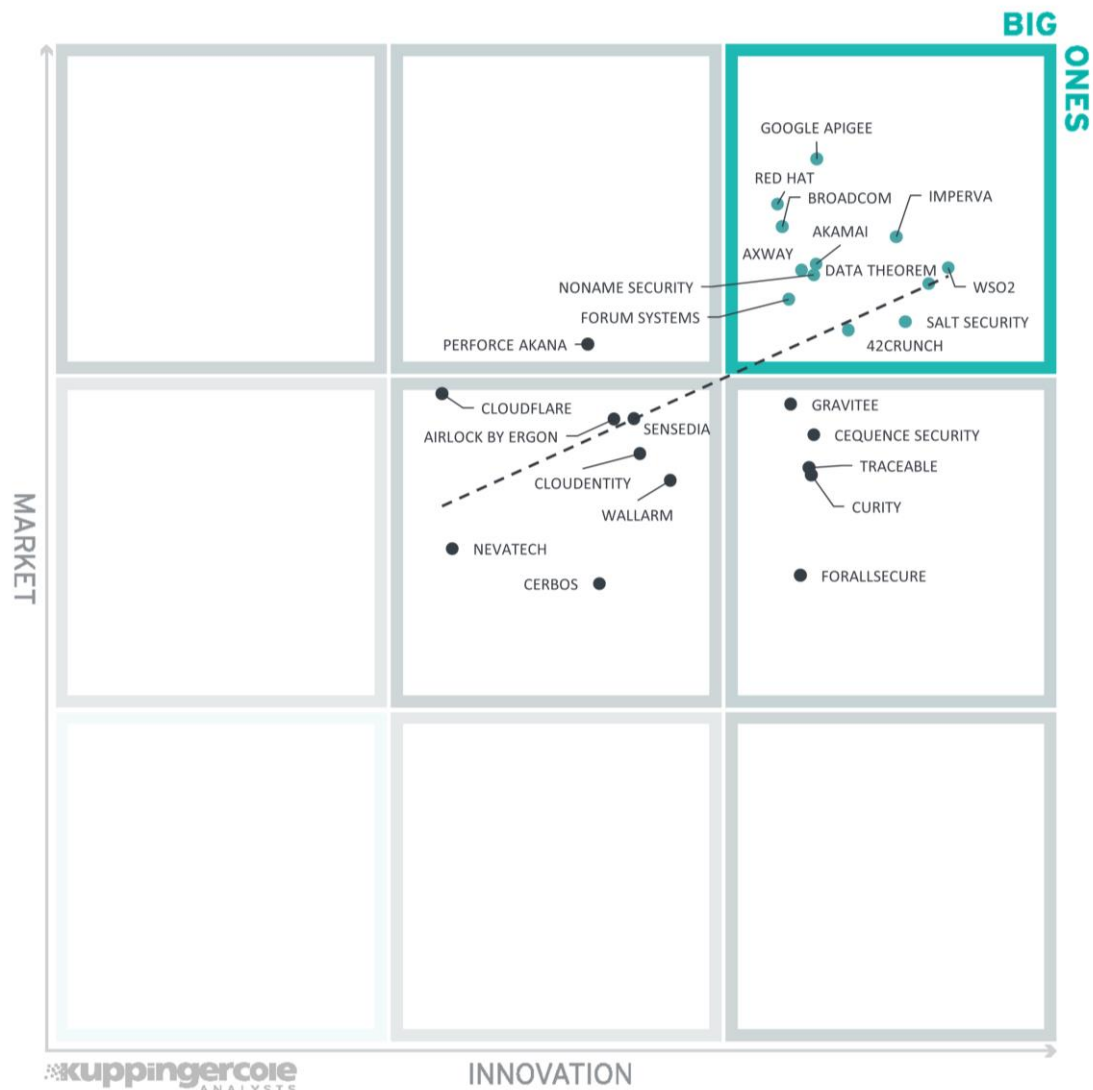 BIG
ONES
GOOGLE APIGEE
RED HAT
BROADCOM
IMPERVA
AKAMAI
AXWAY
DATA THEOREM
NONAME SECURITY
WSO2
FORUM SYSTEMS
SALT SECURITY
PERFORCE AKANA
42CRUNCH
CLOUDFLARE
GRAVITEE
AIRLOCK BY ERGON
SENSEDIA
CEQUENCE SECURITY
TRACEABLE
CLOUDENTITY
CURITY
WALLARM
NEVATECH
CERBOS
FORALLSECURE
MARKET
kuppingercole
ANALYSTS
INNOVATION